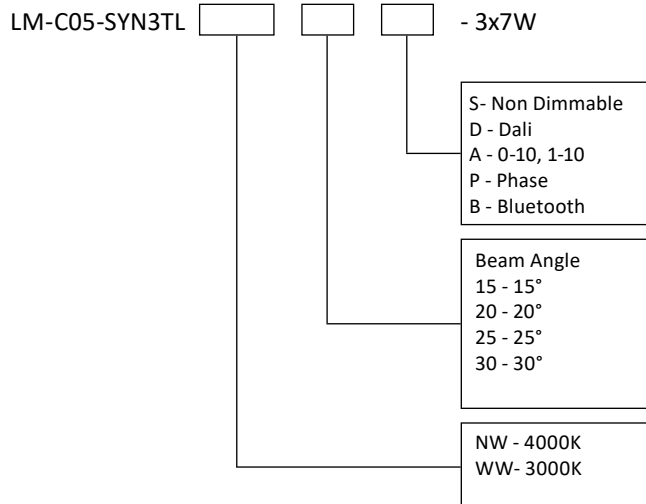 LM-C05-SYN3TL - 3x7W
S- Non Dimmable
D - Dali
A - 0-10, 1-10
P - Phase
B - Bluetooth
Beam Angle
15 - 15°
20 - 20°
25 - 25°
30 - 30°
NW - 4000K
WW- 3000K